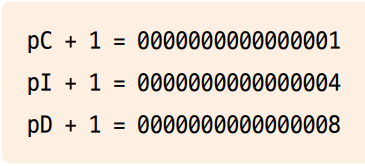 pC + 1 = 0000000000000001
pI + 1 = 0000000000000004
pD + 1 = 0000000000000008